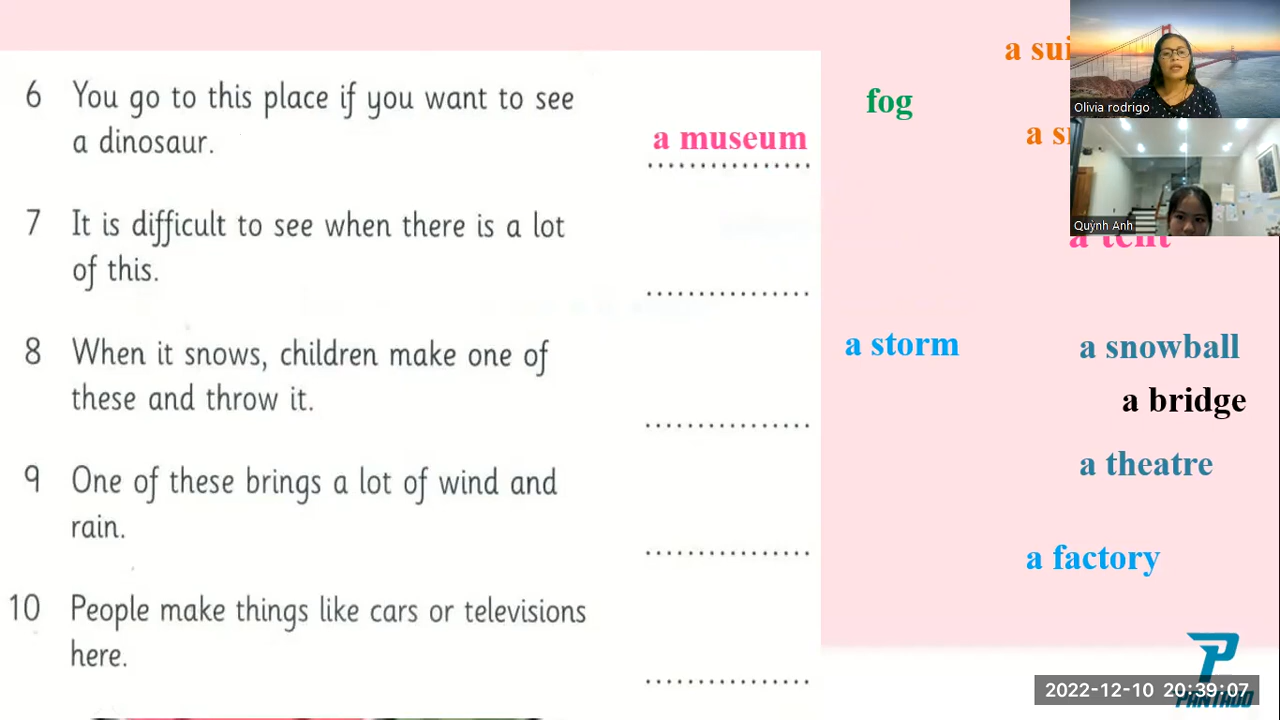 6 You go to this place if you want to see
a dinosaur.
a museum
7 It is difficult to see when there is a lot
of this.
................
8 When it snows, children make one of
these and throw it.
................
9 One of these brings a lot of wind and
rain.
................
10 People make things like cars or televisions
here.
................
a sui
fog
a s
a tent
a storm
a snowball
a bridge
a theatre
a factory
Olivia rodrigo
Quỳnh Anh
2022-12-10 20:39:07
PANTADO